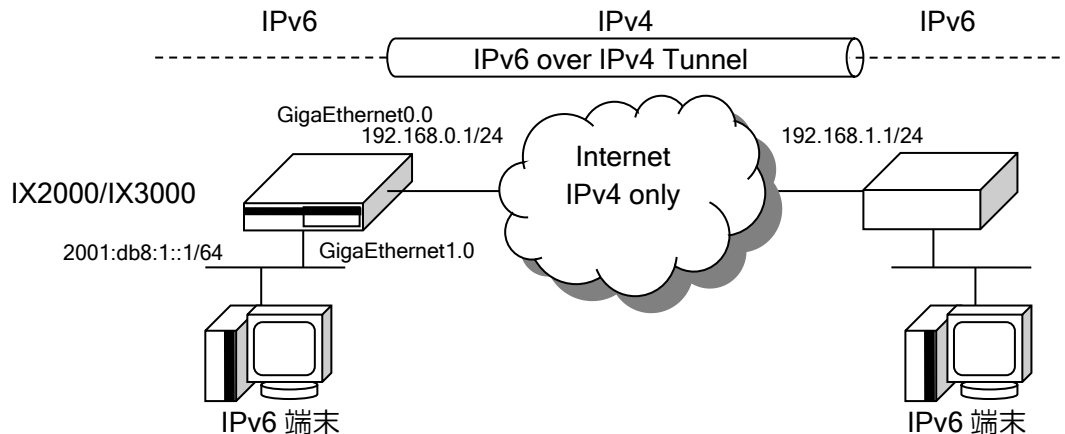 IPv6 IPv4 IPv6
IPv6 over IPv4 Tunnel
GigaEthernet0.0
192.168.0.1/24
Internet
IPv4 only
192.168.1.1/24
IX2000/IX3000
2001:db8:1::1/64
GigaEthernet1.0
IPv6 端末
IPv6 端末